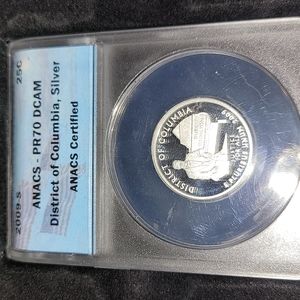 2009-S 25C
ANACS - PR70 DCAM
District of Columbia, Silver
ANACS Certified
DISTRICT OF COLUMBIA
2009